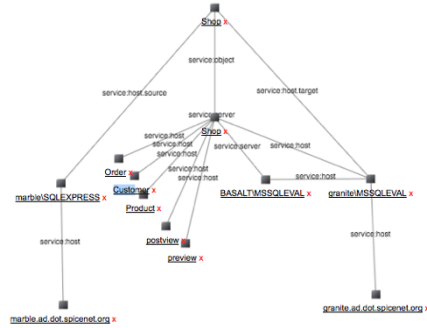 Shop x
service:object
service:host.source
service:host.target
service:server
Shop x
service:host
service:host
service:host
service:server
service:host
service:host
service:host
Order x
service:host
Customer x
marble\SQLEXPRESS x
BASALT\MSSQLEVAL x
granite\MSSQLEVAL x
Product x
service:host
service:host
postview x
preview x
marble.ad.dot.spicenet.org x
granite.ad.dot.spicenet.org x